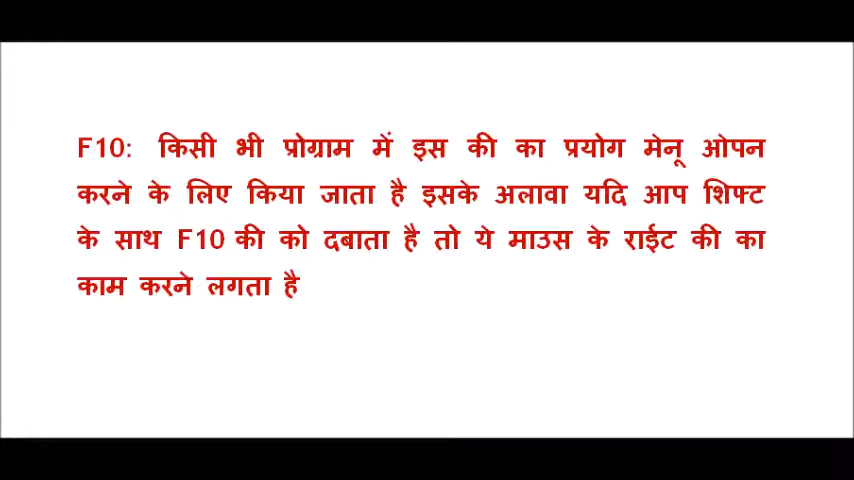 F10: किसी भी प्रोग्राम में इस की का प्रयोग मेनू ओपन
करने के लिए किया जाता है इसके अलावा यदि आप शिफ्ट
के साथ F10 की को दबाता है तो ये माउस के राईट की का
काम करने लगता है